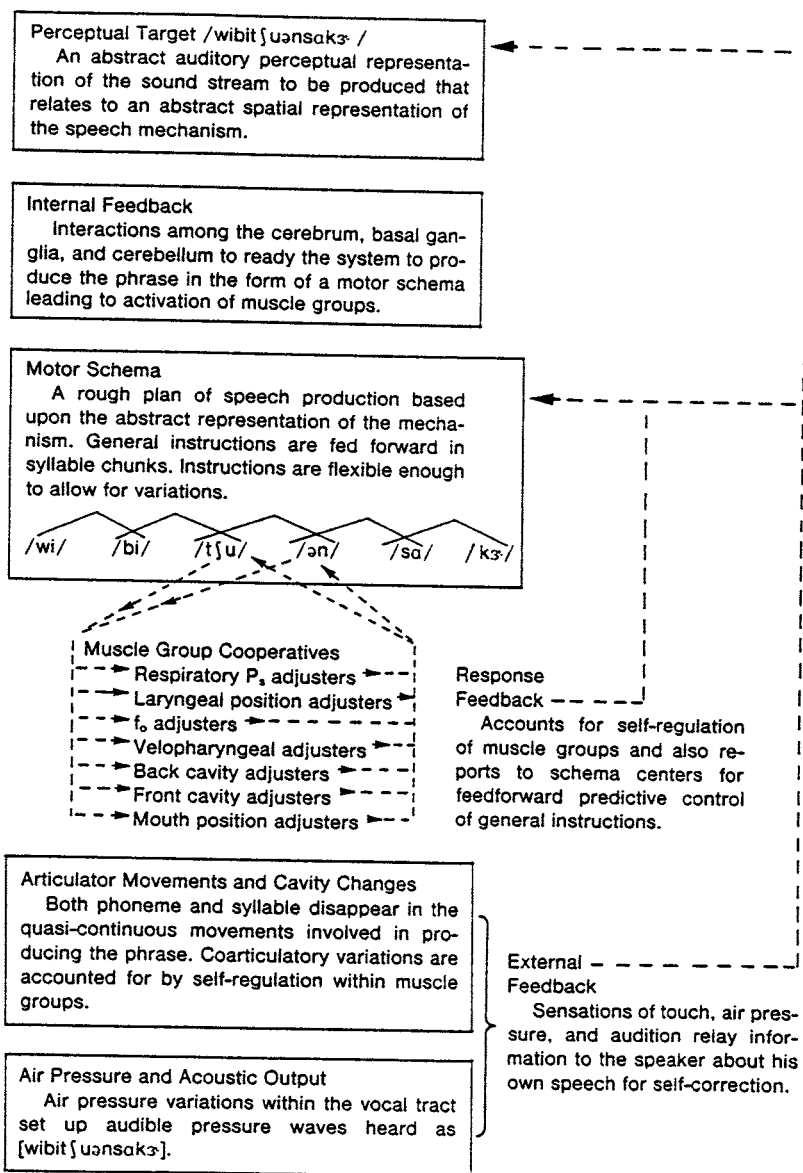 Perceptual Target /wibitʃuənsɑkɝ/
An abstract auditory perceptual representa-
tion of the sound stream to be produced that
relates to an abstract spatial representation of
the speech mechanism.
Internal Feedback
Interactions among the cerebrum, basal gan-
glia, and cerebellum to ready the system to pro-
duce the phrase in the form of a motor schema
leading to activation of muscle groups.
Motor Schema
A rough plan of speech production based
upon the abstract representation of the mecha-
nism. General instructions are fed forward in
syllable chunks. Instructions are flexible enough
to allow for variations.
/wi/ /bi/ /tʃu/ /ən/ /sɑ/ /kɝ/
Muscle Group Cooperatives
Respiratory Pₛ adjusters
Laryngeal position adjusters
f₀ adjusters
Velopharyngeal adjusters
Back cavity adjusters
Front cavity adjusters
Mouth position adjusters
Response
Feedback
Accounts for self-regulation
of muscle groups and also re-
ports to schema centers for
feedforward predictive control
of general instructions.
Articulator Movements and Cavity Changes
Both phoneme and syllable disappear in the
quasi-continuous movements involved in pro-
ducing the phrase. Coarticulatory variations are
accounted for by self-regulation within muscle
groups.
External
Feedback
Sensations of touch, air pres-
sure, and audition relay infor-
mation to the speaker about his
own speech for self-correction.
Air Pressure and Acoustic Output
Air pressure variations within the vocal tract
set up audible pressure waves heard as
[wibitʃuənsɑkɝ].